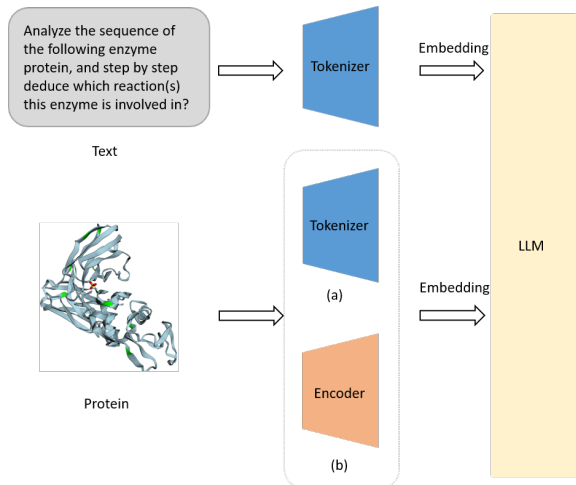 Analyze the sequence of
the following enzyme
protein, and step by step
deduce which reaction(s)
this enzyme is involved in?
Text
Tokenizer
Embedding
Protein
Tokenizer
(a)
Encoder
(b)
Embedding
LLM